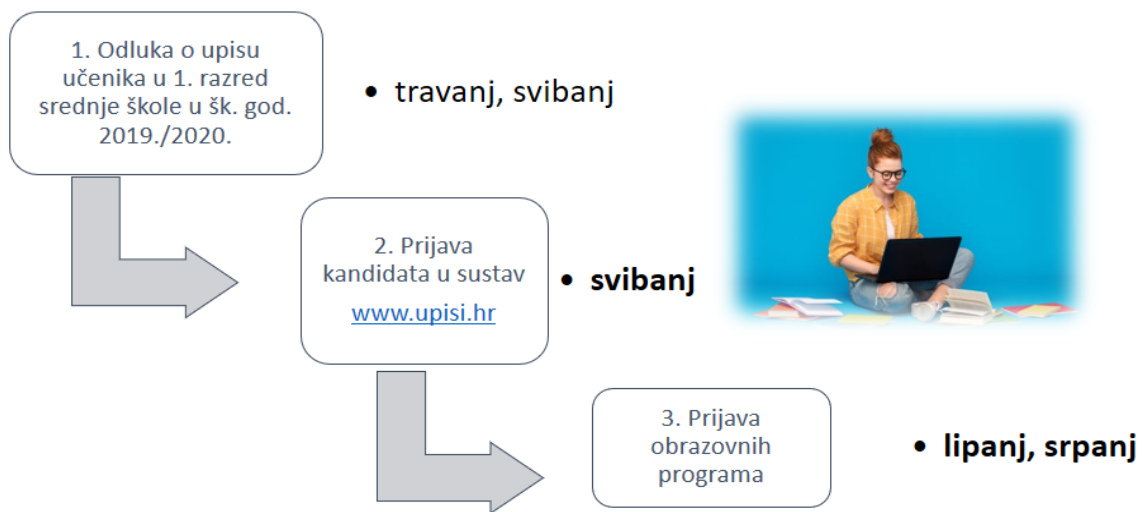 1. Odluka o upisu
učenika u 1. razred
srednje škole u šk. god.
2019./2020.
• travanj, svibanj
2. Prijava
kandidata u sustav
www.upisi.hr
• svibanj
3. Prijava
obrazovnih
programa
• lipanj, srpanj